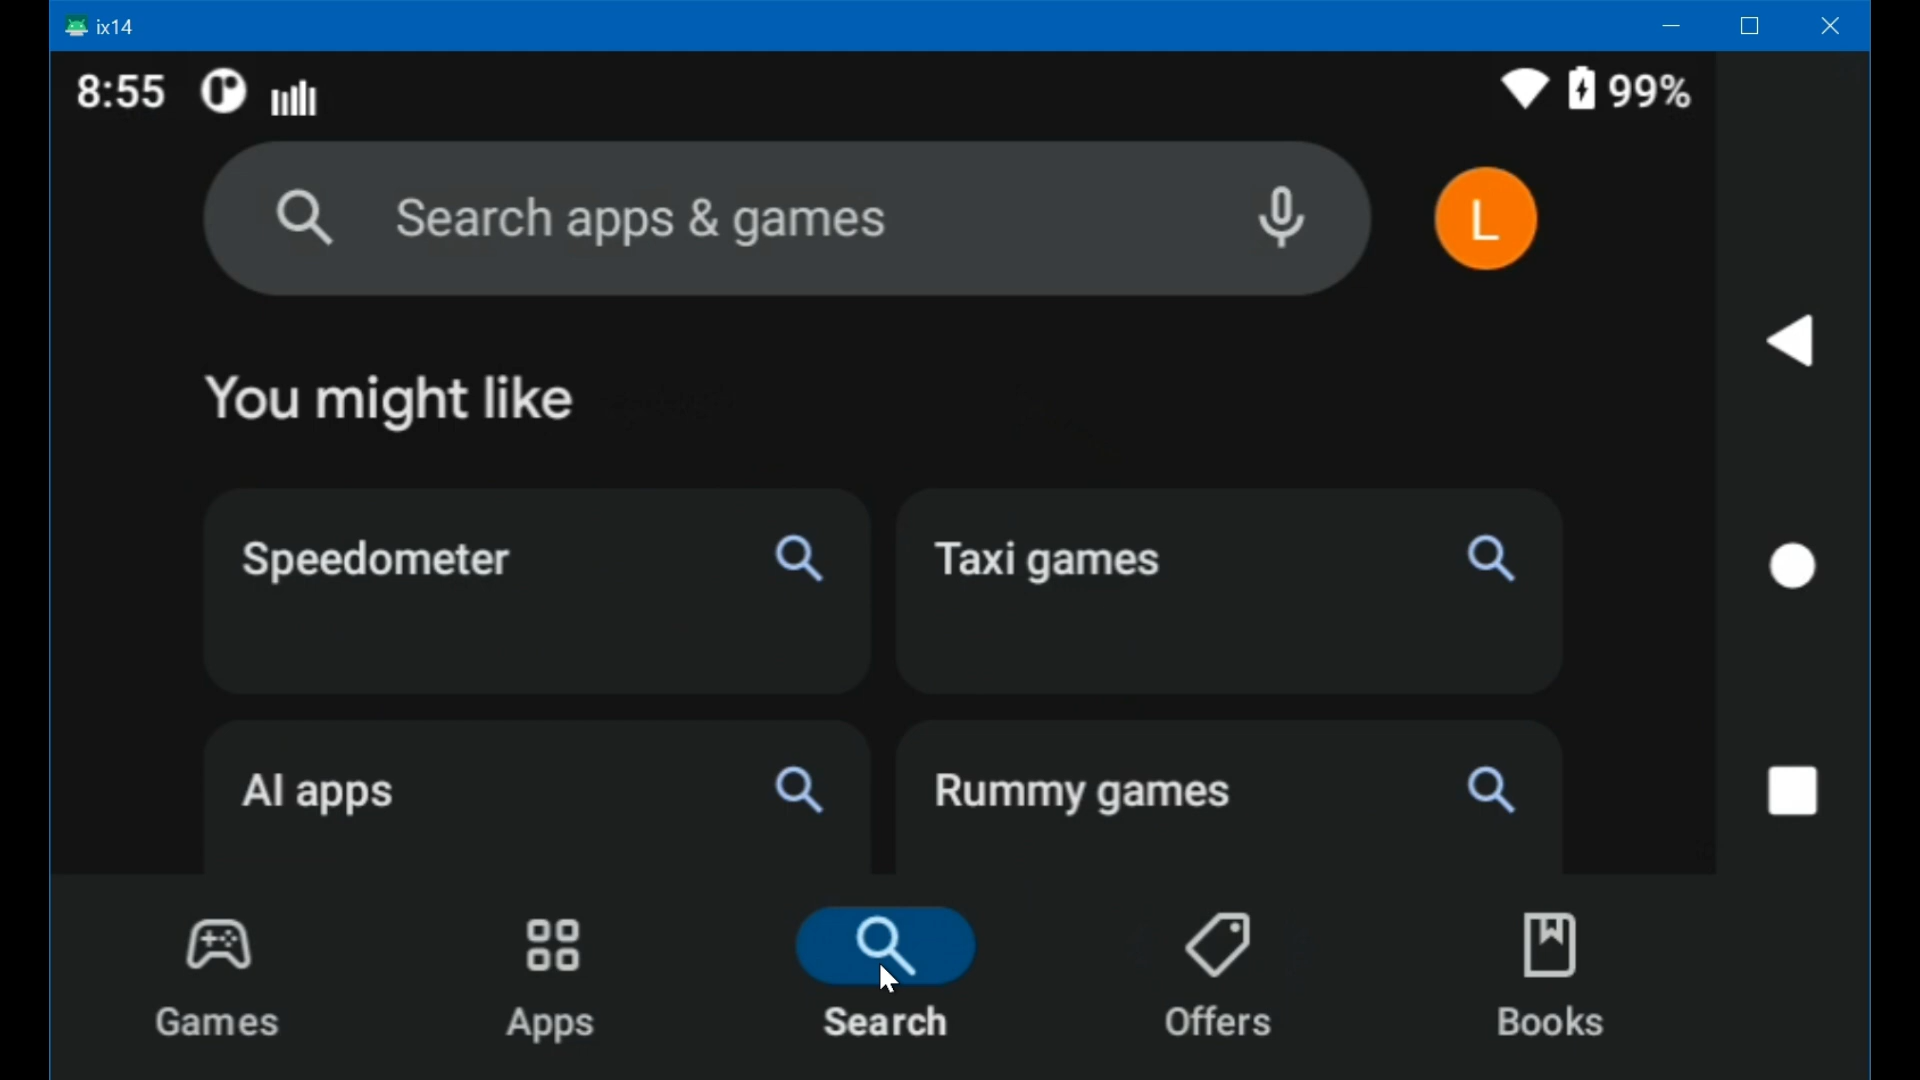 ix14
8:55 99%
Search apps & games L
You might like
Speedometer Taxi games
AI apps Rummy games
Games Apps Search Offers Books